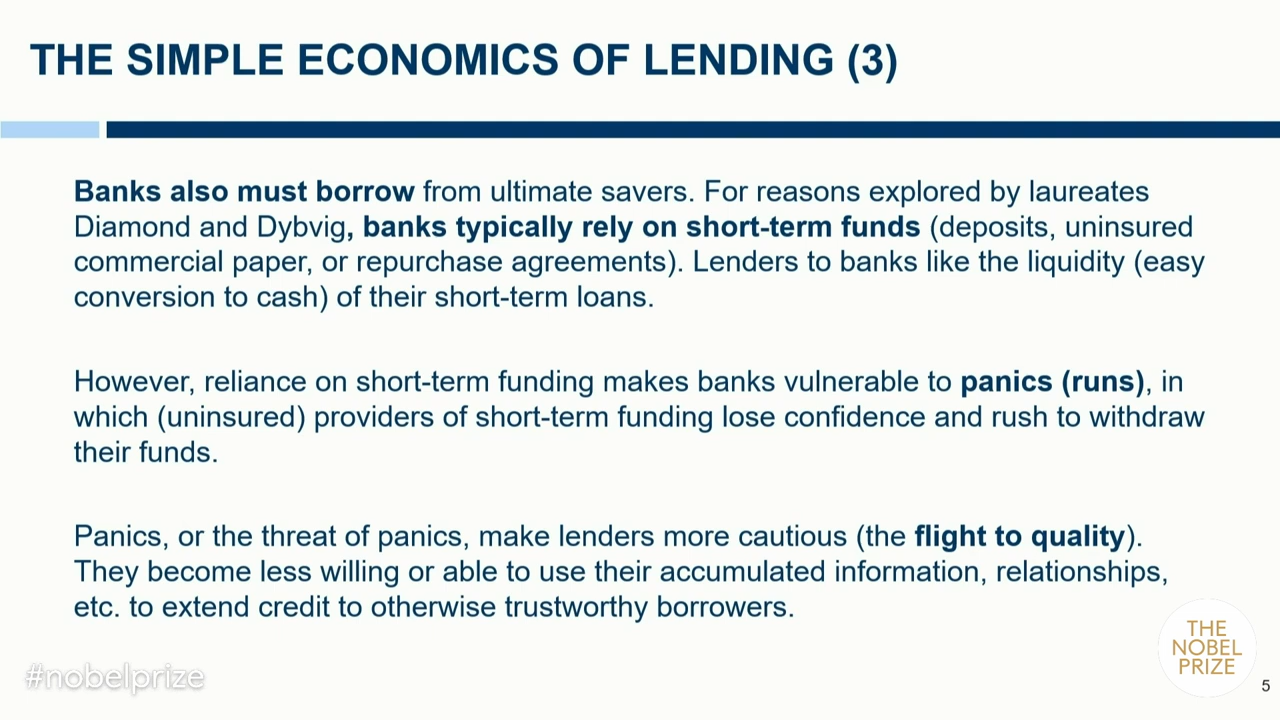 THE SIMPLE ECONOMICS OF LENDING (3)
Banks also must borrow from ultimate savers. For reasons explored by laureates
Diamond and Dybvig, banks typically rely on short-term funds (deposits, uninsured
commercial paper, or repurchase agreements). Lenders to banks like the liquidity (easy
conversion to cash) of their short-term loans.
However, reliance on short-term funding makes banks vulnerable to panics (runs), in
which (uninsured) providers of short-term funding lose confidence and rush to withdraw
their funds.
Panics, or the threat of panics, make lenders more cautious (the flight to quality).
They become less willing or able to use their accumulated information, relationships,
etc. to extend credit to otherwise trustworthy borrowers.
#nobelprize
THE
NOBEL
PRIZE
5